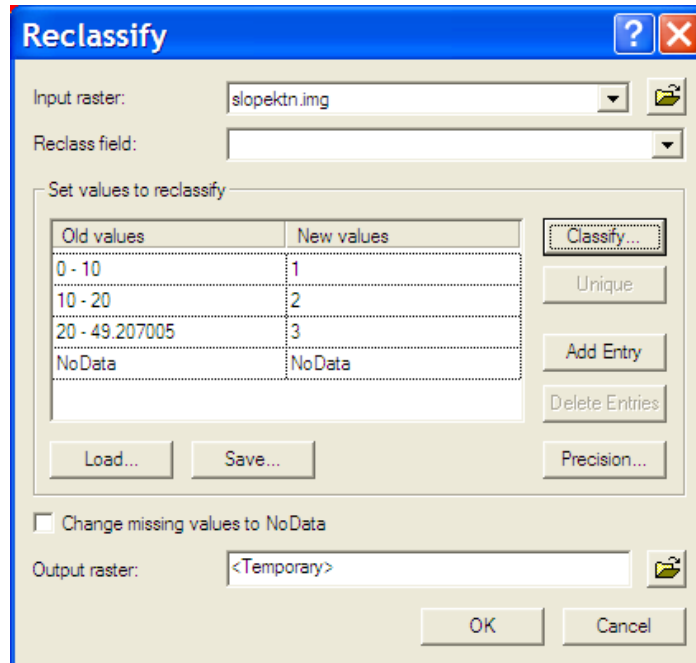 Reclassify
Input raster: slopektn.img
Reclass field:
Set values to reclassify
Old values New values
0 - 10 1
10 - 20 2
20 - 49.207005 3
NoData NoData
Classify...
Unique
Add Entry
Delete Entries
Load... Save... Precision...
Change missing values to NoData
Output raster: <Temporary>
OK Cancel